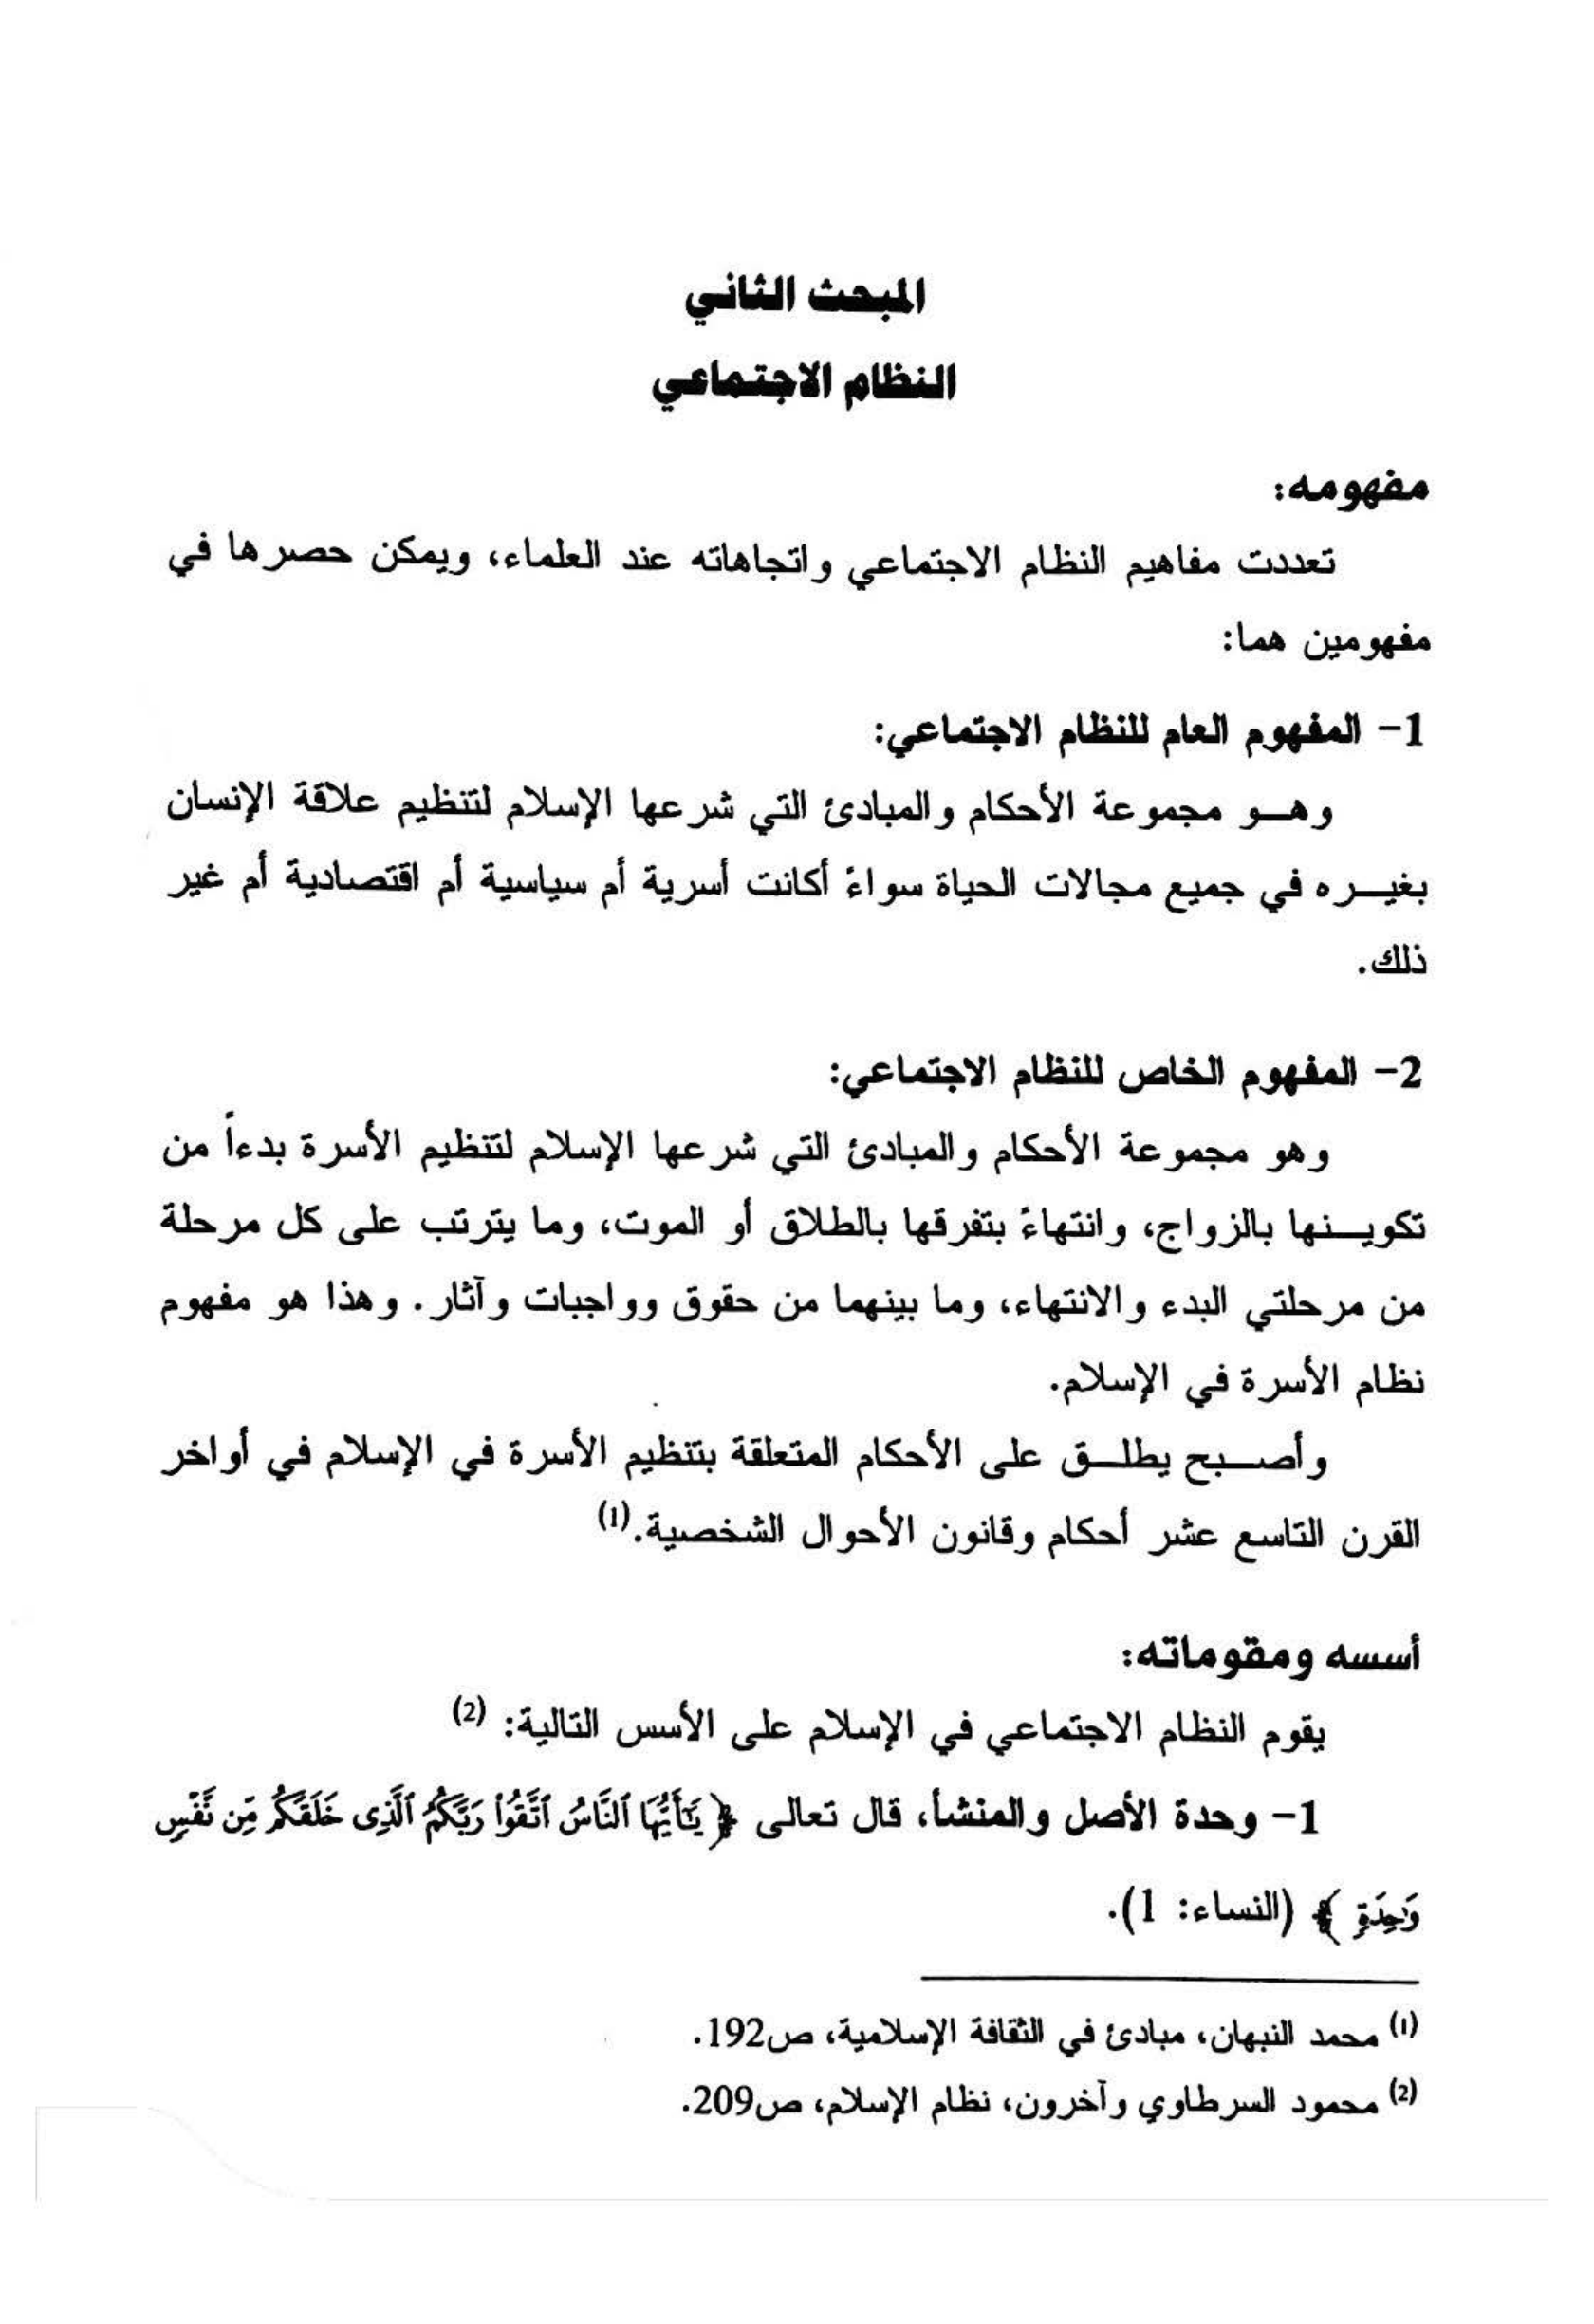 المبحث الثاني
النظام الاجتماعي
مفهومه:
تعددت مفاهيم النظام الاجتماعي واتجاهاته عند العلماء، ويمكن حصرها في
مفهومين هما:
1- المفهوم العام للنظام الاجتماعي:
وهـو مجموعة الأحكام والمبادئ التي شرعها الإسلام لتنظيم علاقة الإنسان
بغيـره في جميع مجالات الحياة سواءً أكانت أسرية أم سياسية أم اقتصادية أم غير
ذلك.
2- المفهوم الخاص للنظام الاجتماعي:
وهو مجموعة الأحكام والمبادئ التي شرعها الإسلام لتنظيم الأسرة بدءاً من
تكويـنها بالزواج، وانتهاءً بتفرقها بالطلاق أو الموت، وما يترتب على كل مرحلة
من مرحلتي البدء والانتهاء، وما بينهما من حقوق وواجبات وآثار. وهذا هو مفهوم
نظام الأسرة في الإسلام.
وأصـبح يطلـق على الأحكام المتعلقة بتنظيم الأسرة في الإسلام في أواخر
القرن التاسع عشر أحكام وقانون الأحوال الشخصية.(1)
أسسه ومقوماته:
يقوم النظام الاجتماعي في الإسلام على الأسس التالية: (2)
1- وحدة الأصل والمنشأ، قال تعالى ﴿ يَٰٓأَيُّهَا ٱلنَّاسُ ٱتَّقُوا۟ رَبَّكُمُ ٱلَّذِى خَلَقَكُم مِّن نَّفْسٍ
وَٰحِدَةٍ ﴾ (النساء: 1).
(1) محمد النبهان، مبادئ في الثقافة الإسلامية، ص192.
(2) محمود السرطاوي وآخرون، نظام الإسلام، ص209.